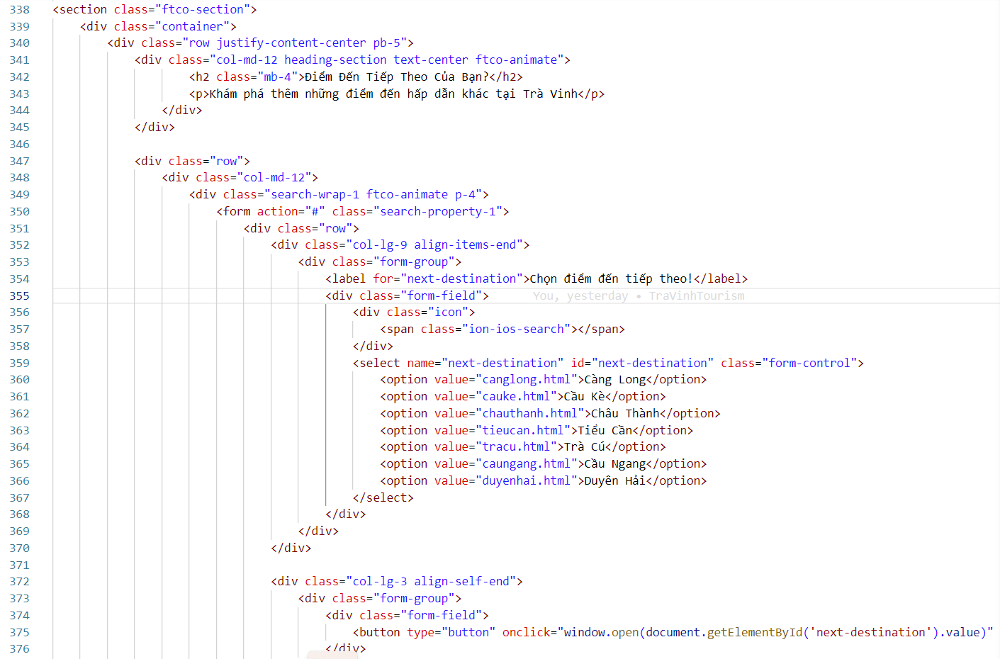 338 <section class="ftco-section">
339 <div class="container">
340 <div class="row justify-content-center pb-5">
341 <div class="col-md-12 heading-section text-center ftco-animate">
342 <h2 class="mb-4">Điểm Đến Tiếp Theo Của Bạn?</h2>
343 <p>Khám phá thêm những điểm đến hấp dẫn khác tại Trà Vinh</p>
344 </div>
345 </div>
346
347 <div class="row">
348 <div class="col-md-12">
349 <div class="search-wrap-1 ftco-animate p-4">
350 <form action="#" class="search-property-1">
351 <div class="row">
352 <div class="col-lg-9 align-items-end">
353 <div class="form-group">
354 <label for="next-destination">Chọn điểm đến tiếp theo!</label>
355 <div class="form-field"> You, yesterday • TraVinhTourism
356 <div class="icon">
357 <span class="ion-ios-search"></span>
358 </div>
359 <select name="next-destination" id="next-destination" class="form-control">
360 <option value="canglong.html">Càng Long</option>
361 <option value="cauke.html">Cầu Kè</option>
362 <option value="chauthanh.html">Châu Thành</option>
363 <option value="tieucan.html">Tiểu Cần</option>
364 <option value="tracu.html">Trà Cú</option>
365 <option value="caungang.html">Cầu Ngang</option>
366 <option value="duyenhai.html">Duyên Hải</option>
367 </select>
368 </div>
369 </div>
370 </div>
371
372 <div class="col-lg-3 align-self-end">
373 <div class="form-group">
374 <div class="form-field">
375 <button type="button" onclick="window.open(document.getElementById('next-destination').value)"
376 </div>